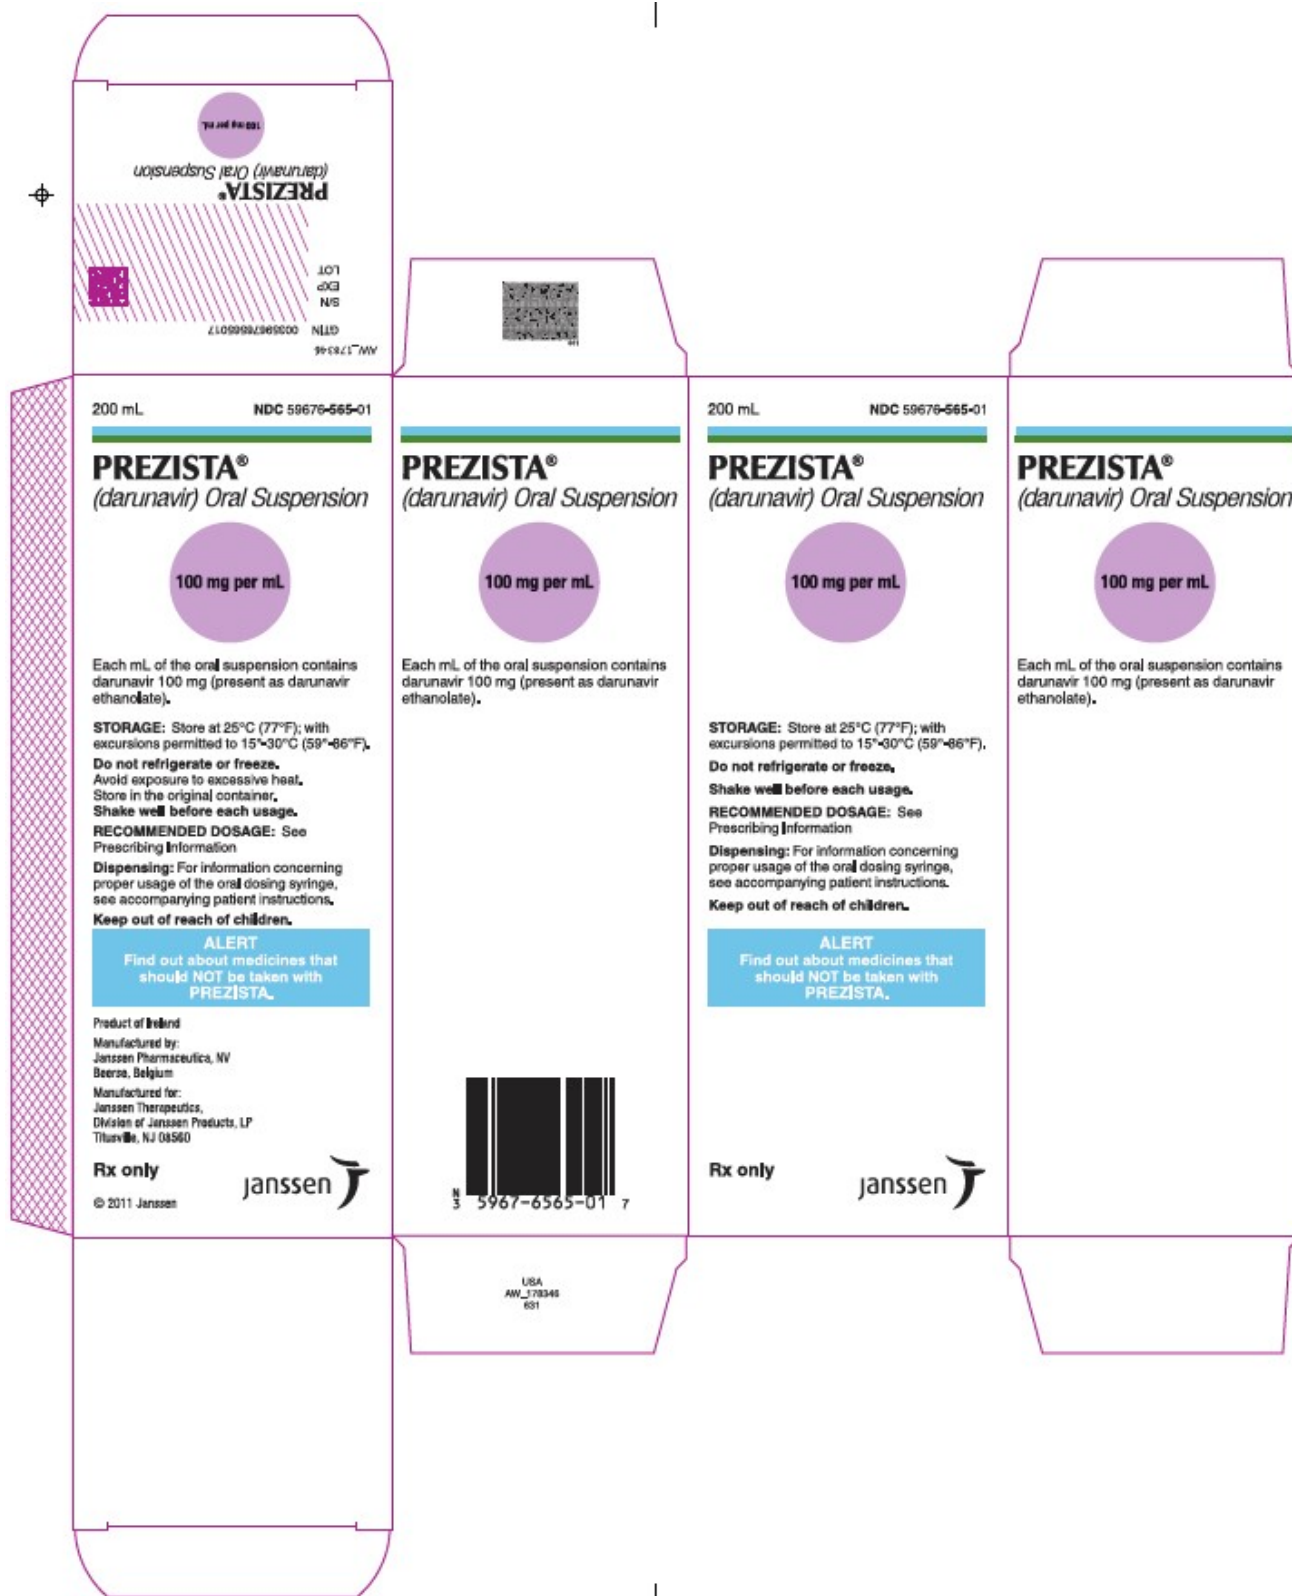 100 mg per mL
(darunavir) Oral Suspension
PREZISTA®
LOT
EXP
S/N
AW_178346
200 mL NDC 59676-565-01
PREZISTA®
(darunavir) Oral Suspension
100 mg per mL
Each mL of the oral suspension contains
darunavir 100 mg (present as darunavir
ethanolate).
STORAGE: Store at 25°C (77°F); with
excursions permitted to 15°-30°C (59°-86°F).
Do not refrigerate or freeze.
Avoid exposure to excessive heat.
Store in the original container.
Shake well before each usage.
RECOMMENDED DOSAGE: See
Prescribing Information
Dispensing: For information concerning
proper usage of the oral dosing syringe,
see accompanying patient instructions.
Keep out of reach of children.
ALERT
Find out about medicines that
should NOT be taken with
PREZISTA.
Product of Ireland
Manufactured by:
Janssen Pharmaceutica, NV
Beerse, Belgium
Manufactured for:
Janssen Therapeutics,
Division of Janssen Products, LP
Titusville, NJ 08560
Rx only
janssen
© 2011 Janssen
PREZISTA®
(darunavir) Oral Suspension
100 mg per mL
Each mL of the oral suspension contains
darunavir 100 mg (present as darunavir
ethanolate).
N
3 5967-6565-01 7
USA
AW_178346
631
200 mL NDC 59676-565-01
PREZISTA®
(darunavir) Oral Suspension
100 mg per mL
STORAGE: Store at 25°C (77°F); with
excursions permitted to 15°-30°C (59°-86°F).
Do not refrigerate or freeze.
Shake well before each usage.
RECOMMENDED DOSAGE: See
Prescribing Information
Dispensing: For information concerning
proper usage of the oral dosing syringe,
see accompanying patient instructions.
Keep out of reach of children.
ALERT
Find out about medicines that
should NOT be taken with
PREZISTA.
Rx only
janssen
PREZISTA®
(darunavir) Oral Suspension
100 mg per mL
Each mL of the oral suspension contains
darunavir 100 mg (present as darunavir
ethanolate).